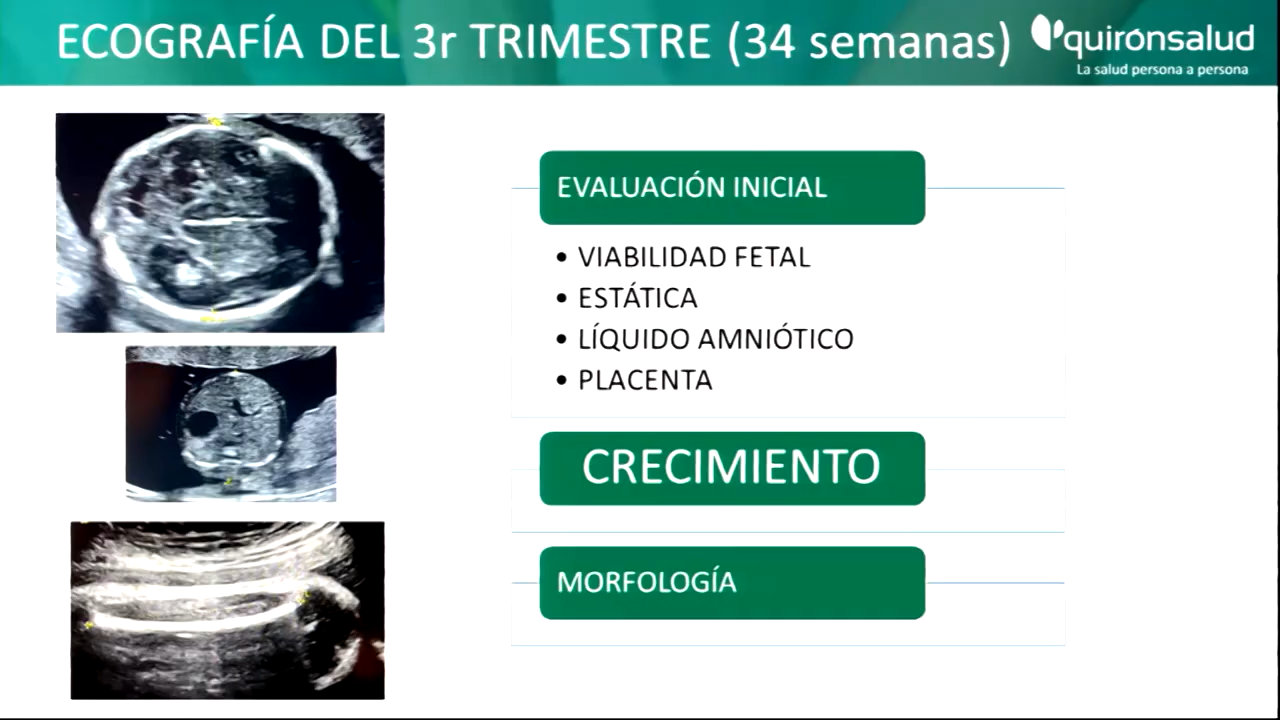 ECOGRAFÍA DEL 3r TRIMESTRE (34 semanas)
quirónsalud
La salud persona a persona
EVALUACIÓN INICIAL
• VIABILIDAD FETAL
• ESTÁTICA
• LÍQUIDO AMNIÓTICO
• PLACENTA
CRECIMIENTO
MORFOLOGÍA